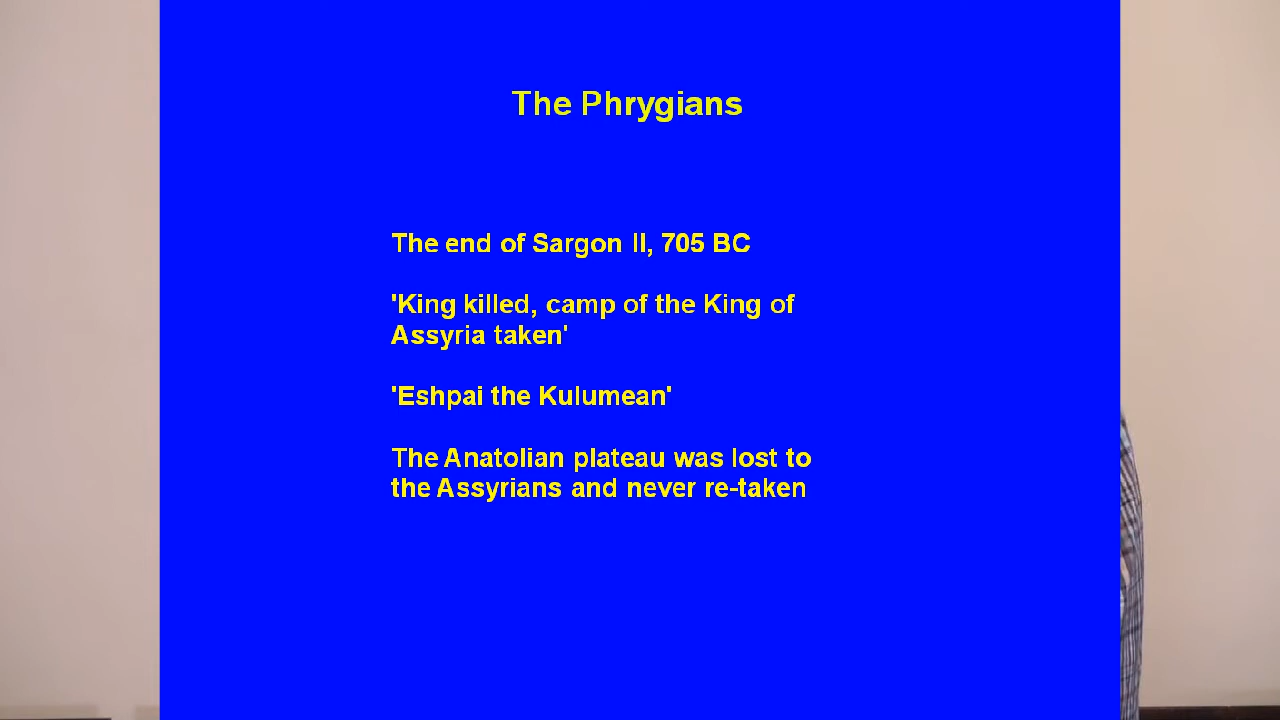 The Phrygians
The end of Sargon II, 705 BC
'King killed, camp of the King of
Assyria taken'
'Eshpai the Kulumean'
The Anatolian plateau was lost to
the Assyrians and never re-taken